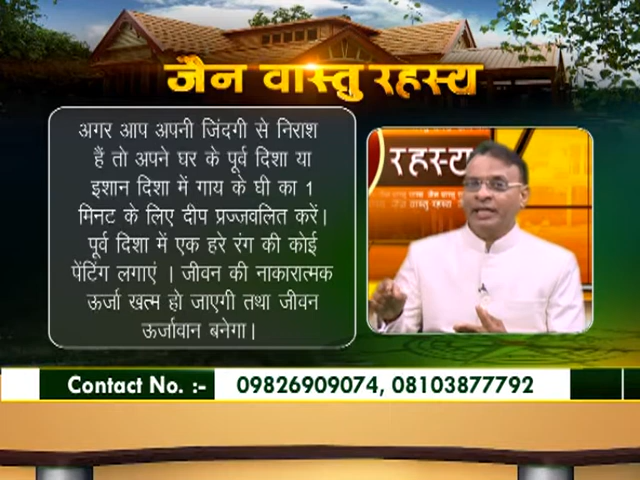 जैन वास्तु रहस्य
अगर आप अपनी जिंदगी से निराश
हैं तो अपने घर के पूर्व दिशा या
इशान दिशा में गाय के घी का 1
मिनट के लिए दीप प्रज्जवलित करें।
पूर्व दिशा में एक हरे रंग की कोई
पेंटिंग लगाएं । जीवन की नाकारात्मक
ऊर्जा खत्म हो जाएगी तथा जीवन
ऊर्जावान बनेगा।
रहस्य
Contact No. :- 09826909074, 08103877792